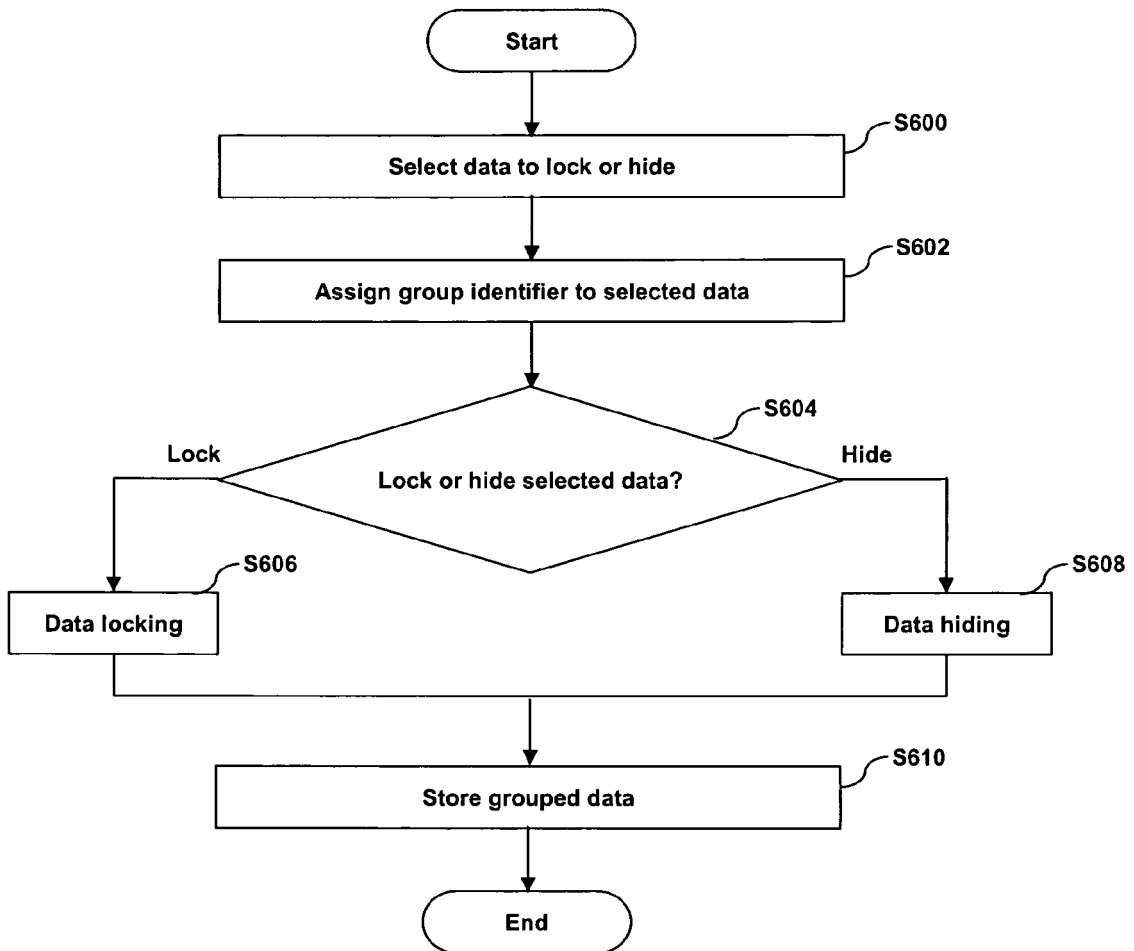 Start
S600
Select data to lock or hide
S602
Assign group identifier to selected data
S604
Lock
Hide
Lock or hide selected data?
S606
S608
Data locking
Data hiding
S610
Store grouped data
End